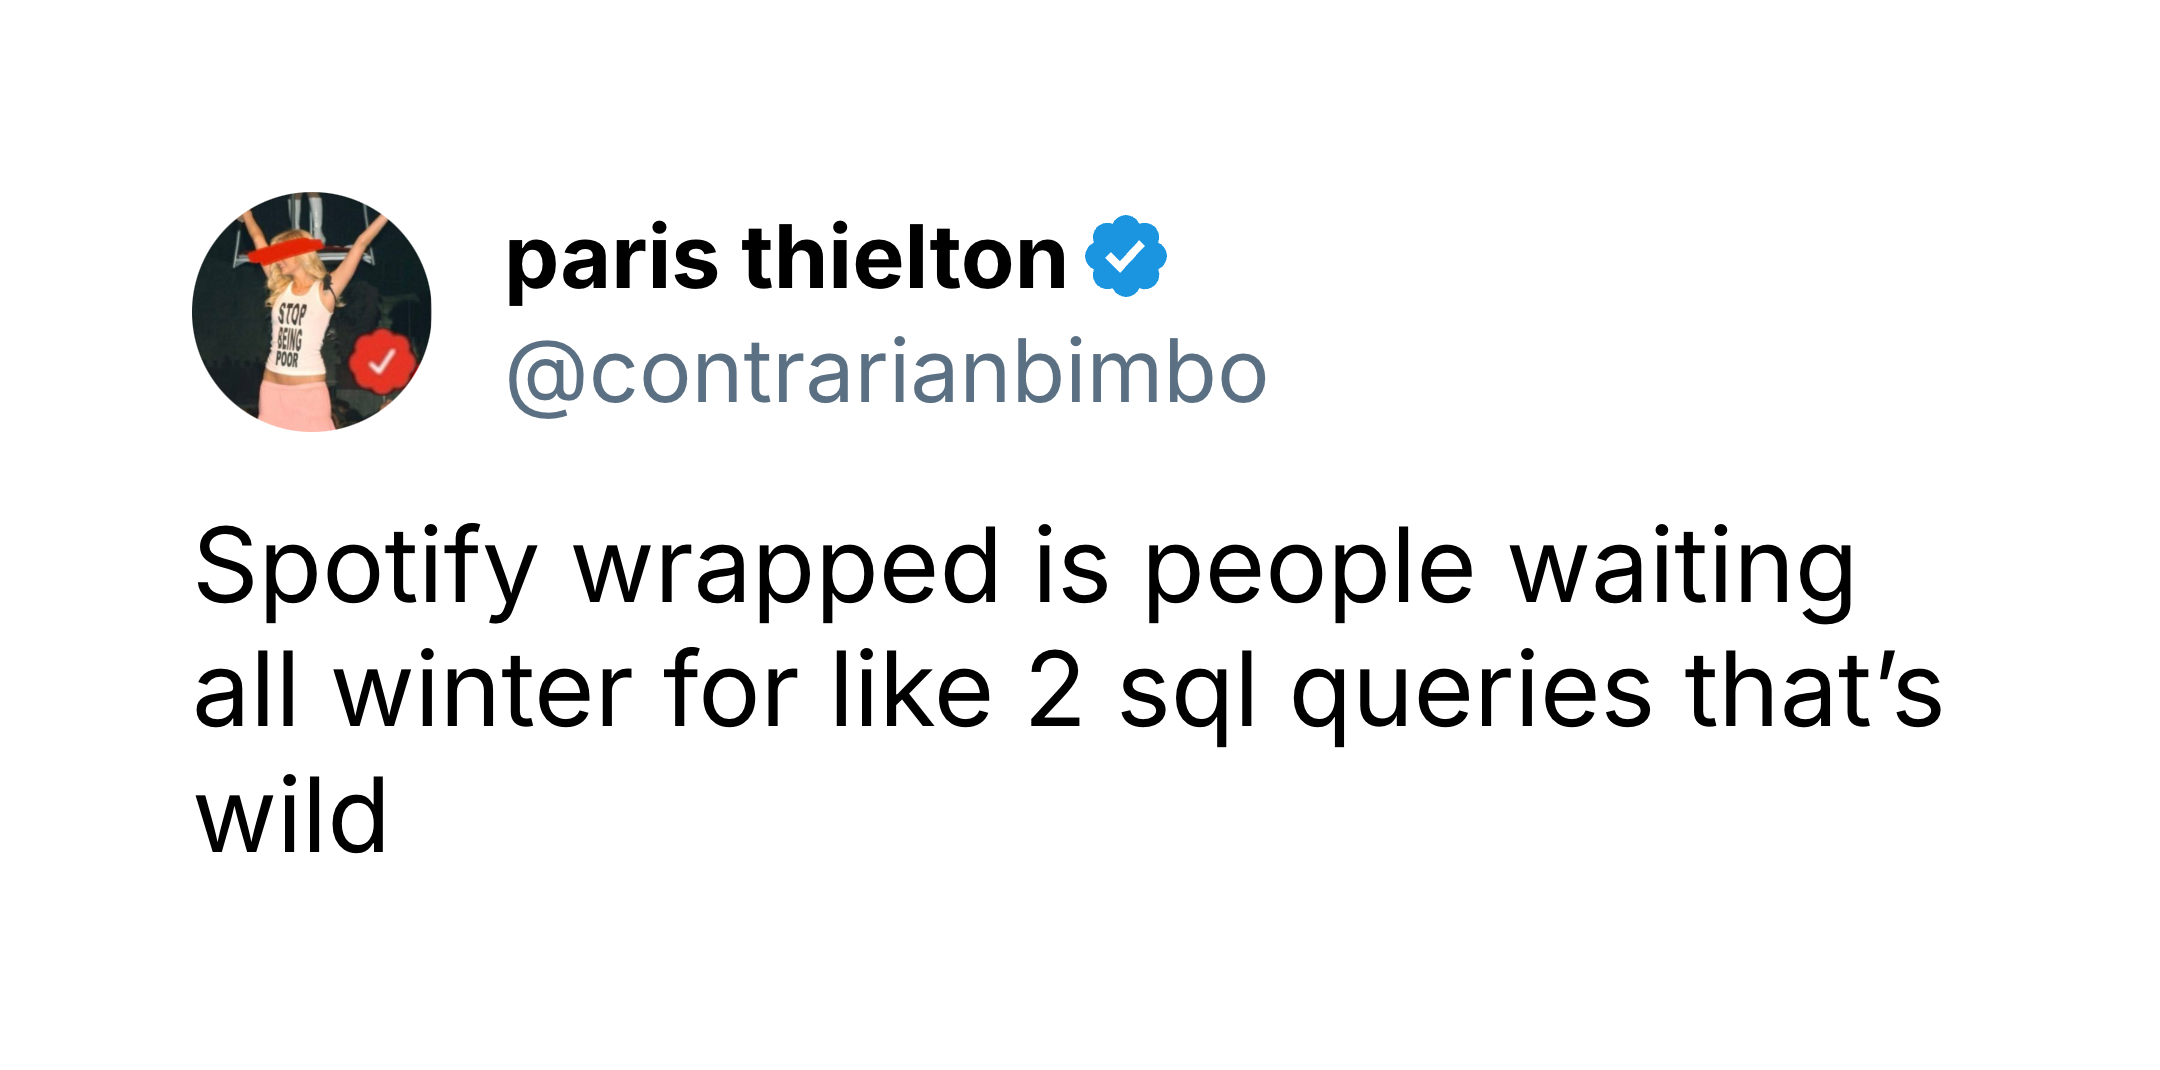 paris thielton
@contrarianbimbo
STOP
BEING
POOR
Spotify wrapped is people waiting
all winter for like 2 sql queries that’s
wild